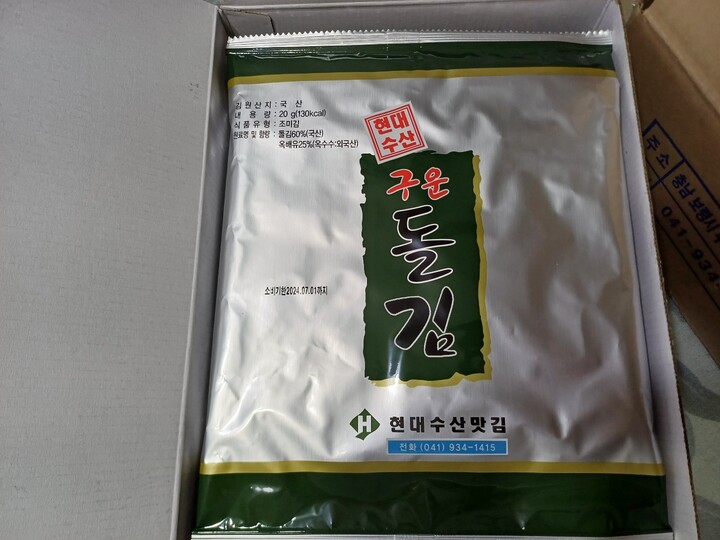 김 원 산 지 : 국 산
내 용 량 : 20 g(130kcal)
식 품 유 형 : 조미김
원료명 및 함량 : 돌김60%(국산)
옥배유25%(옥수수:외국산)
현대
수산
구운
돌
김
소비기한2024.07.01까지
H 현대수산맛김
전화 (041) 934-1415
주 소
충남 보령시
041-934